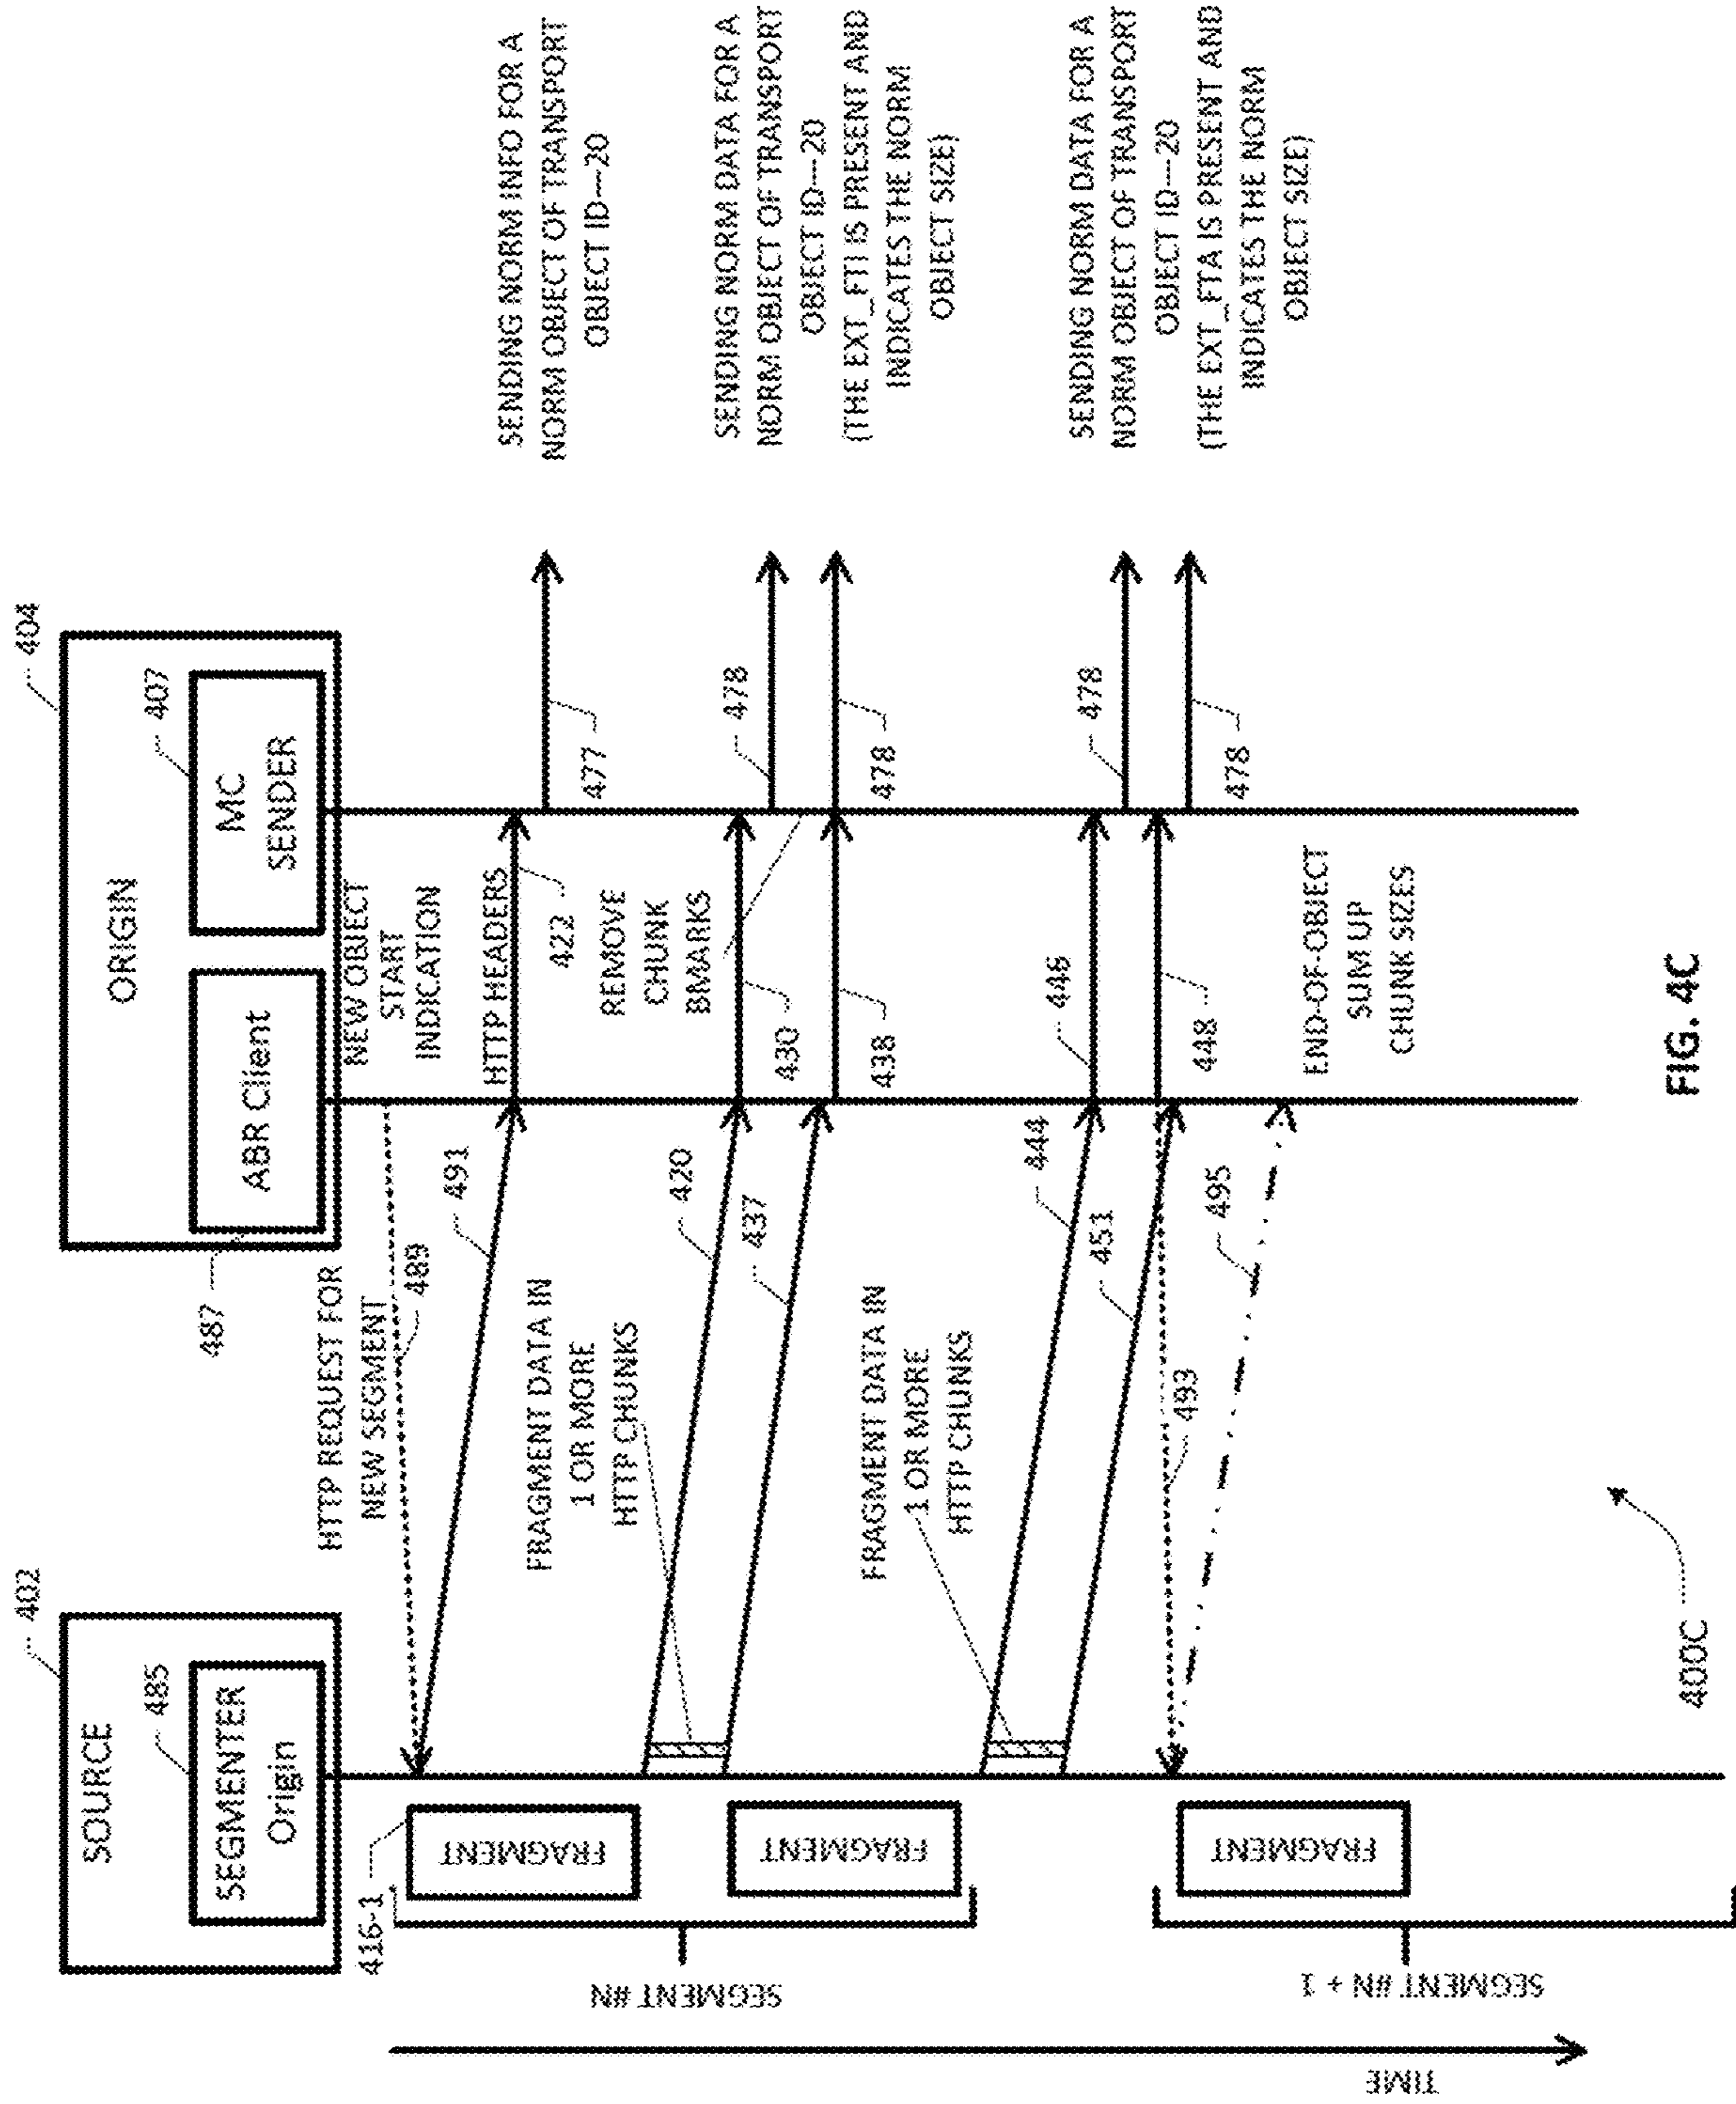 402
SOURCE
485
SEGMENTER
Origin
404
ORIGIN
487
ABR Client
407
MC
SENDER
416-1
FRAGMENT
FRAGMENT
FRAGMENT
SEGMENT #N
SEGMENT #N + 1
TIME
HTTP REQUEST FOR
NEW SEGMENT
489
491
FRAGMENT DATA IN
1 OR MORE
HTTP CHUNKS
420
437
FRAGMENT DATA IN
1 OR MORE
HTTP CHUNKS
444
451
493
495
NEW OBJECT
START
INDICATION
HTTP HEADERS
422
REMOVE
CHUNK
BMARKS
430
438
446
448
END-OF-OBJECT
SUM UP
CHUNK SIZES
477
478
478
478
478
SENDING NORM INFO FOR A
NORM OBJECT OF TRANSPORT
OBJECT ID---20
SENDING NORM DATA FOR A
NORM OBJECT OF TRANSPORT
OBJECT ID---20
(THE EXT_FTI IS PRESENT AND
INDICATES THE NORM
OBJECT SIZE)
SENDING NORM DATA FOR A
NORM OBJECT OF TRANSPORT
OBJECT ID---20
(THE EXT_FTA IS PRESENT AND
INDICATES THE NORM
OBJECT SIZE)
400C
FIG. 4C